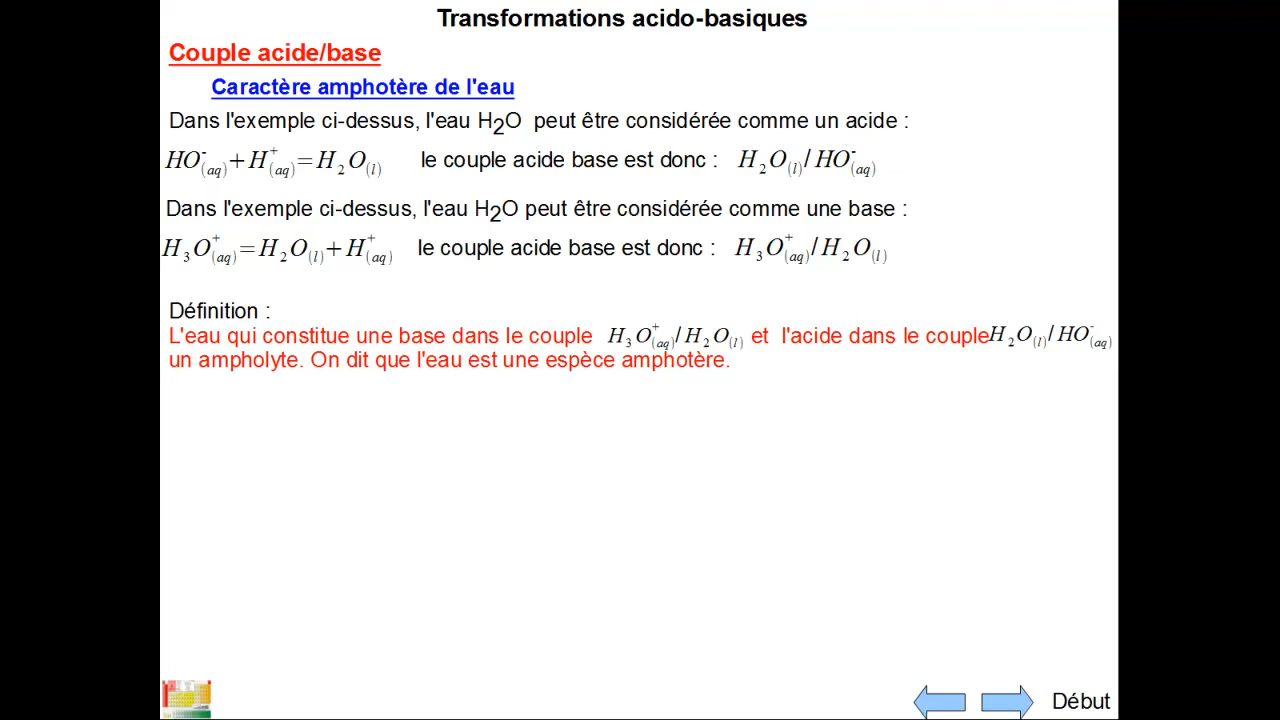 Transformations acido-basiques
Couple acide/base
Caractère amphotère de l'eau
Dans l'exemple ci-dessus, l'eau H₂O peut être considérée comme un acide :
HO⁻₍aq₎+H⁺₍aq₎=H₂O₍l₎ le couple acide base est donc : H₂O₍l₎/HO⁻₍aq₎
Dans l'exemple ci-dessus, l'eau H₂O peut être considérée comme une base :
H₃O⁺₍aq₎=H₂O₍l₎+H⁺₍aq₎ le couple acide base est donc : H₃O⁺₍aq₎/H₂O₍l₎
Définition :
L'eau qui constitue une base dans le couple H₃O⁺₍aq₎/H₂O₍l₎ et l'acide dans le couple H₂O₍l₎/HO⁻₍aq₎
un ampholyte. On dit que l'eau est une espèce amphotère.
Début